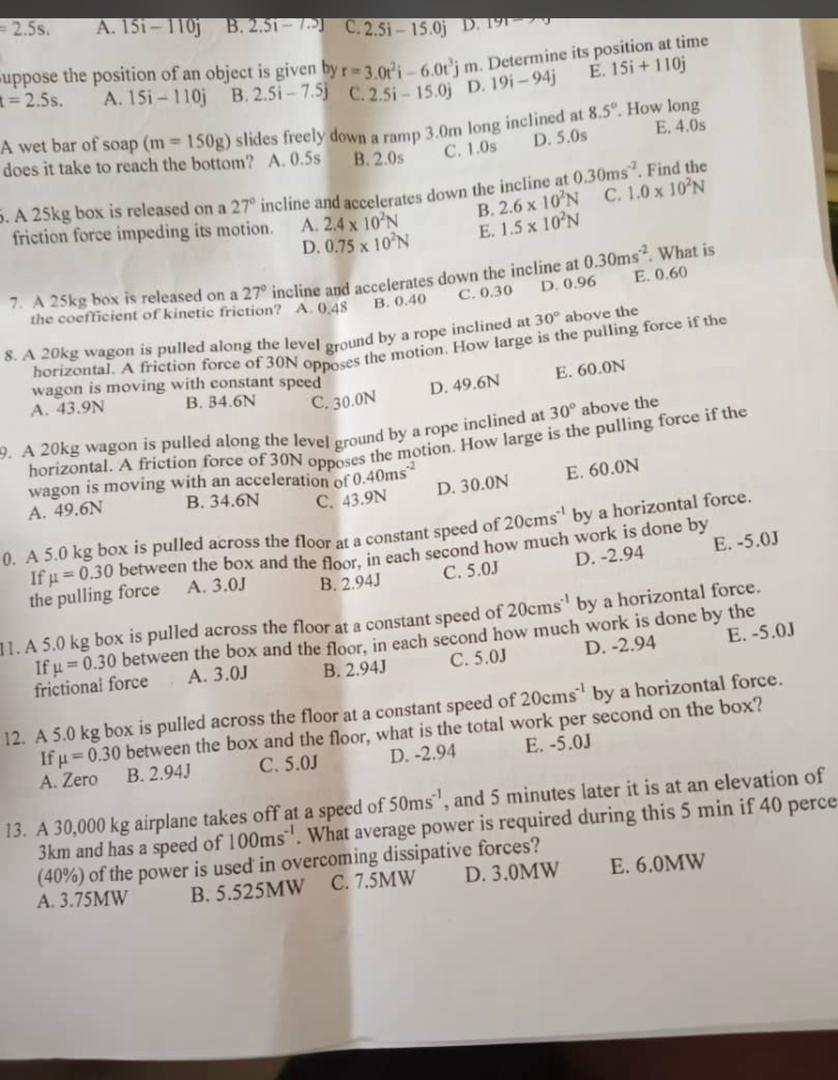 = 2.5s. A. 15i – 110j B. 2.5i – 7.5j C. 2.5i – 15.0j D.
uppose the position of an object is given by r = 3.0t²i – 6.0t³j m. Determine its position at time
t = 2.5s. A. 15i – 110j B. 2.5i – 7.5j C. 2.5i – 15.0j D. 19i – 94j E. 15i + 110j
A wet bar of soap (m = 150g) slides freely down a ramp 3.0m long inclined at 8.5°. How long
does it take to reach the bottom? A. 0.5s B. 2.0s C. 1.0s D. 5.0s E. 4.0s
. A 25kg box is released on a 27° incline and accelerates down the incline at 0.30ms⁻². Find the
friction force impeding its motion. A. 2.4 x 10²N B. 2.6 x 10²N C. 1.0 x 10²N
D. 0.75 x 10²N E. 1.5 x 10²N
7. A 25kg box is released on a 27° incline and accelerates down the incline at 0.30ms⁻². What is
the coefficient of kinetic friction? A. 0.48 B. 0.40 C. 0.30 D. 0.96 E. 0.60
8. A 20kg wagon is pulled along the level ground by a rope inclined at 30° above the
horizontal. A friction force of 30N opposes the motion. How large is the pulling force if the
wagon is moving with constant speed
A. 43.9N B. 34.6N C. 30.0N D. 49.6N E. 60.0N
9. A 20kg wagon is pulled along the level ground by a rope inclined at 30° above the
horizontal. A friction force of 30N opposes the motion. How large is the pulling force if the
wagon is moving with an acceleration of 0.40ms⁻²
A. 49.6N B. 34.6N C. 43.9N D. 30.0N E. 60.0N
0. A 5.0 kg box is pulled across the floor at a constant speed of 20cms⁻¹ by a horizontal force.
If μ = 0.30 between the box and the floor, in each second how much work is done by
the pulling force A. 3.0J B. 2.94J C. 5.0J D. -2.94 E. -5.0J
11. A 5.0 kg box is pulled across the floor at a constant speed of 20cms⁻¹ by a horizontal force.
If μ = 0.30 between the box and the floor, in each second how much work is done by the
frictional force A. 3.0J B. 2.94J C. 5.0J D. -2.94 E. -5.0J
12. A 5.0 kg box is pulled across the floor at a constant speed of 20cms⁻¹ by a horizontal force.
If μ = 0.30 between the box and the floor, what is the total work per second on the box?
A. Zero B. 2.94J C. 5.0J D. -2.94 E. -5.0J
13. A 30,000 kg airplane takes off at a speed of 50ms⁻¹, and 5 minutes later it is at an elevation of
3km and has a speed of 100ms⁻¹. What average power is required during this 5 min if 40 perce
(40%) of the power is used in overcoming dissipative forces?
A. 3.75MW B. 5.525MW C. 7.5MW D. 3.0MW E. 6.0MW